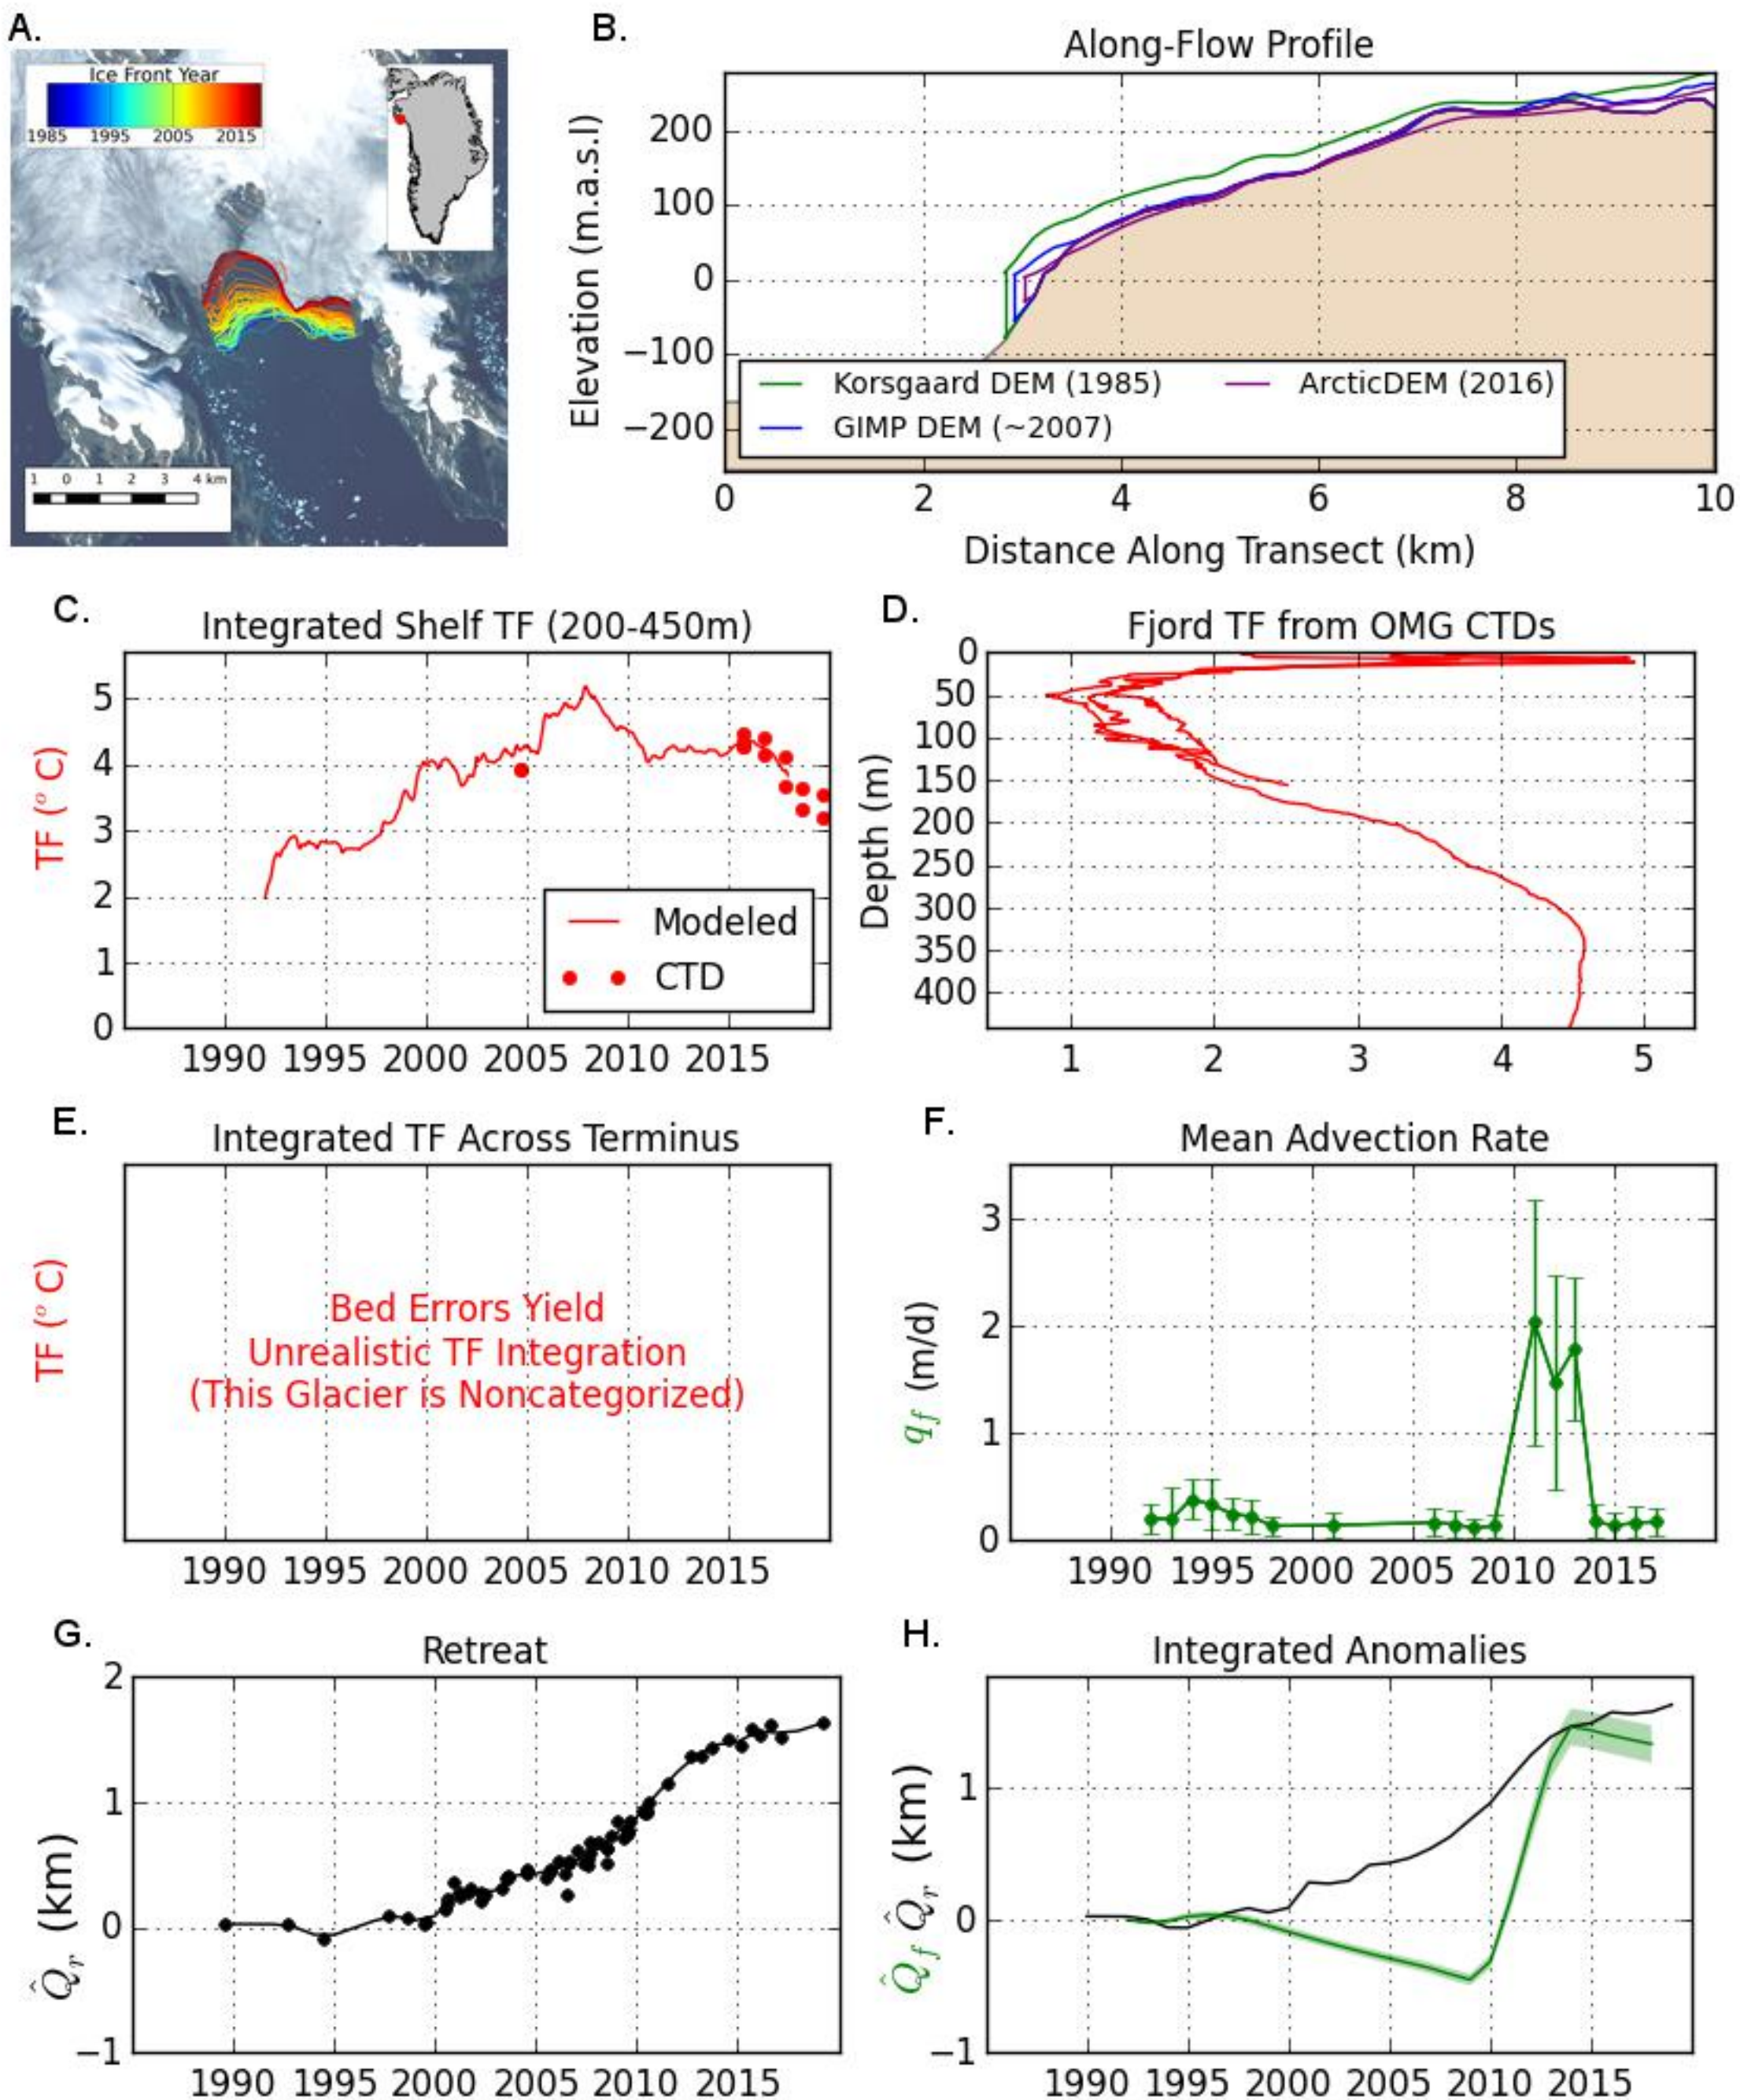 A.
Ice Front Year
1985 1995 2005 2015
1 0 1 2 3 4 km
B.
Along-Flow Profile
Elevation (m.a.s.l)
200
100
0
−100
−200
Korsgaard DEM (1985)
ArcticDEM (2016)
GIMP DEM (~2007)
0 2 4 6 8 10
Distance Along Transect (km)
C.
Integrated Shelf TF (200-450m)
TF (° C)
5
4
3
2
1
0
Modeled
CTD
1990 1995 2000 2005 2010 2015
D.
Fjord TF from OMG CTDs
Depth (m)
0
50
100
150
200
250
300
350
400
1 2 3 4 5
E.
Integrated TF Across Terminus
TF (° C)
Bed Errors Yield
Unrealistic TF Integration
(This Glacier is Noncategorized)
1990 1995 2000 2005 2010 2015
F.
Mean Advection Rate
q_f (m/d)
3
2
1
0
1990 1995 2000 2005 2010 2015
G.
Retreat
Q̂_r (km)
2
1
0
−1
1990 1995 2000 2005 2010 2015
H.
Integrated Anomalies
Q̂_f Q̂_r (km)
1
0
−1
1990 1995 2000 2005 2010 2015